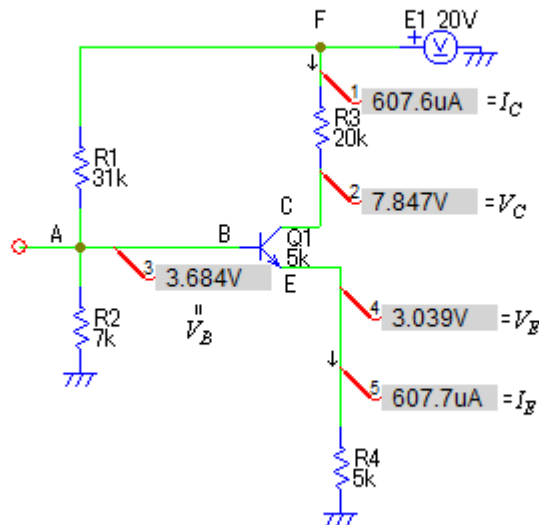 F
E1 20V
+
↓
1
607.6uA =I_C
R3
20k
R1
31k
2
7.847V =V_C
C
A
B
Q1
5k
3
3.684V
E
॥
V_B
R2
7k
4
3.039V =V_E
↓
5
607.7uA =I_E
R4
5k